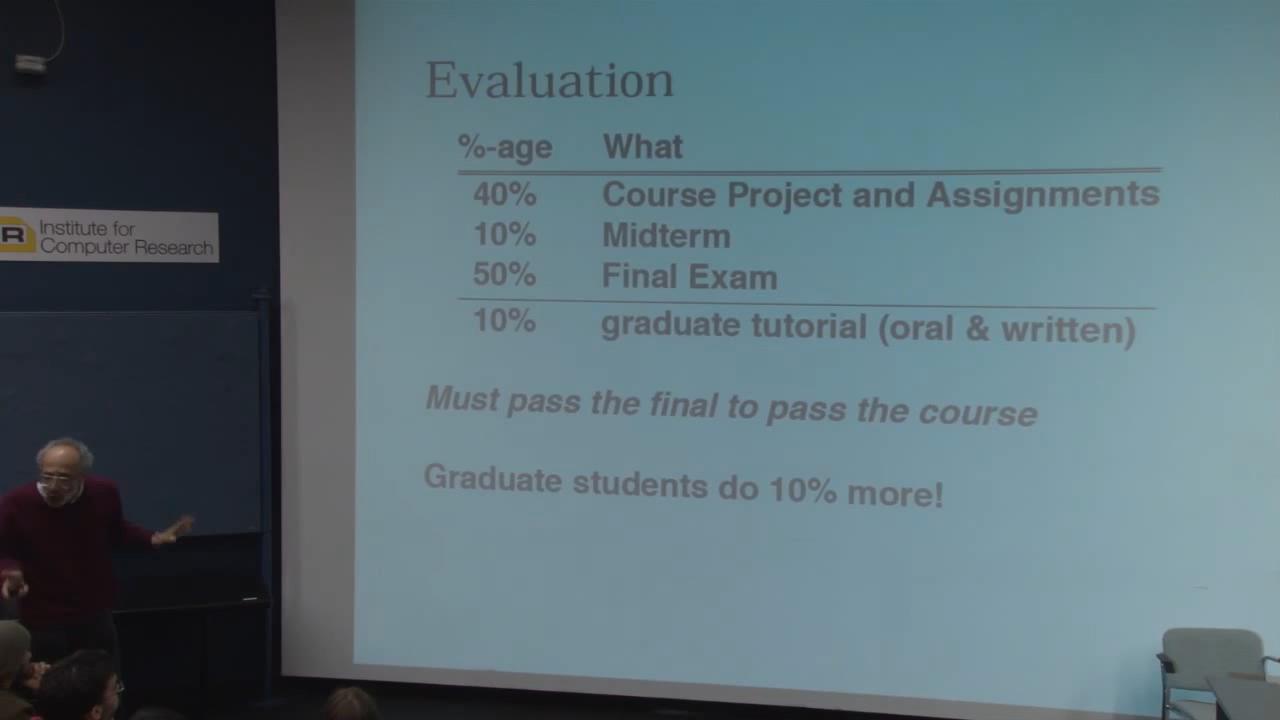 Evaluation
%-age What
40% Course Project and Assignments
10% Midterm
50% Final Exam
10% graduate tutorial (oral & written)
Must pass the final to pass the course
Graduate students do 10% more!
R
Institute for
Computer Research